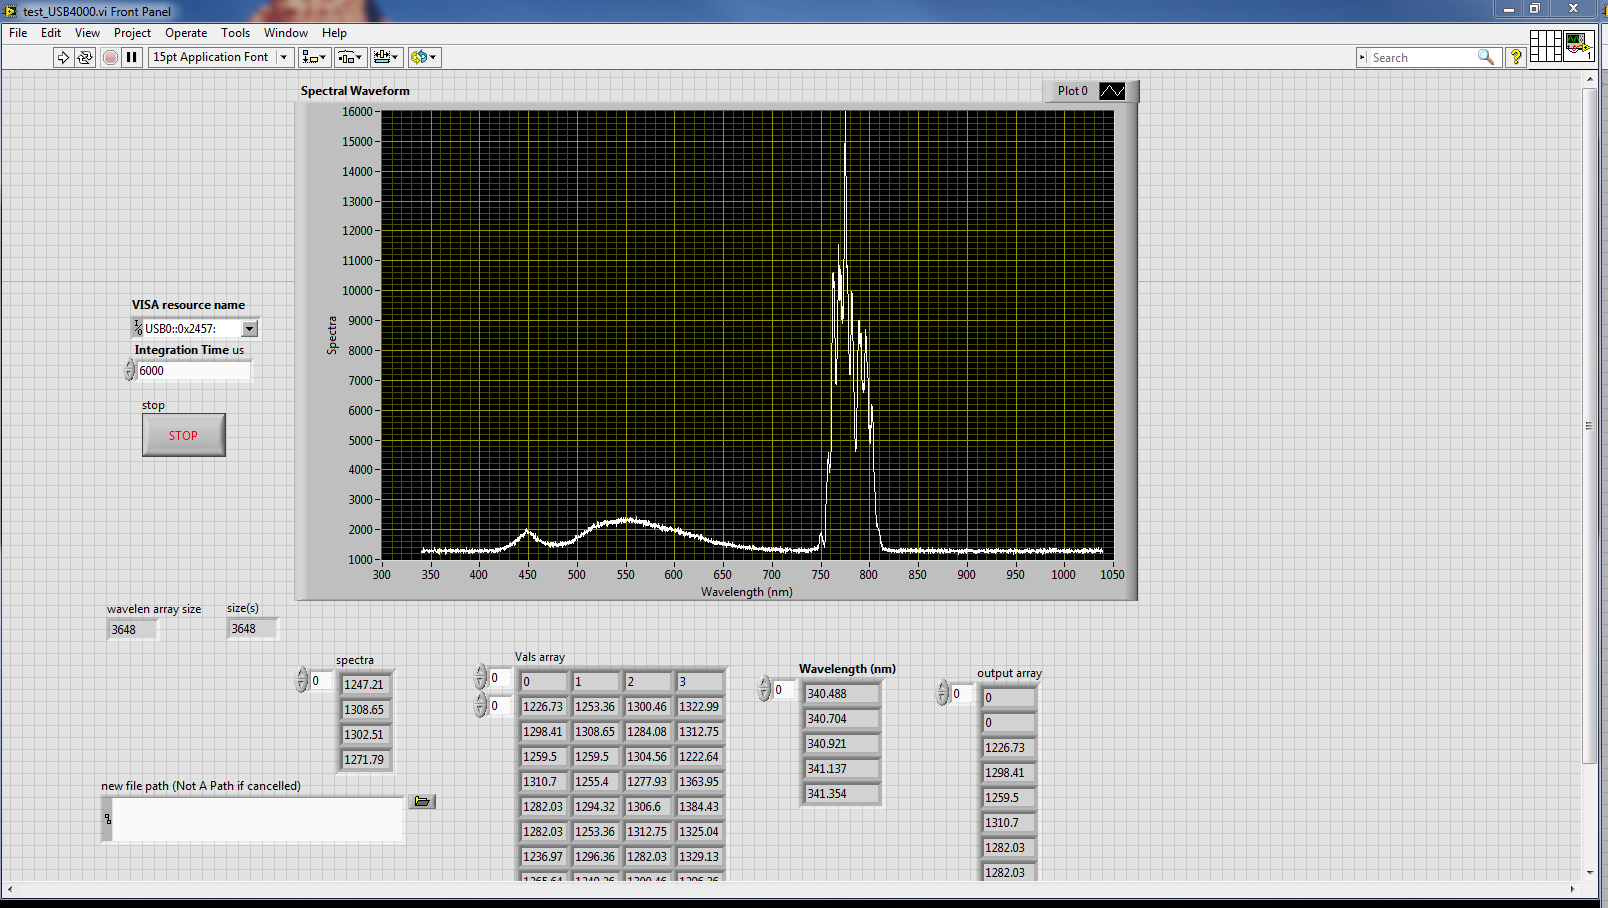 test_USB4000.vi Front Panel
File Edit View Project Operate Tools Window Help
15pt Application Font
Search
?
1
Spectral Waveform
Plot 0
16000
15000
14000
13000
12000
11000
10000
9000
8000
7000
6000
5000
4000
3000
2000
1000
Spectra
300 350 400 450 500 550 600 650 700 750 800 850 900 950 1000 1050
Wavelength (nm)
VISA resource name
I/O USB0::0x2457:
Integration Time us
6000
stop
STOP
wavelen array size
3648
size(s)
3648
spectra
0
1247.21
1308.65
1302.51
1271.79
new file path (Not A Path if cancelled)
Vals array
0
0
0 1 2 3
1226.73 1253.36 1300.46 1322.99
1298.41 1308.65 1284.08 1312.75
1259.5 1259.5 1304.56 1222.64
1310.7 1255.4 1277.93 1363.95
1282.03 1294.32 1306.6 1384.43
1282.03 1253.36 1312.75 1325.04
1236.97 1296.36 1282.03 1329.13
Wavelength (nm)
0
340.488
340.704
340.921
341.137
341.354
output array
0
0
0
1226.73
1298.41
1259.5
1310.7
1282.03
1282.03